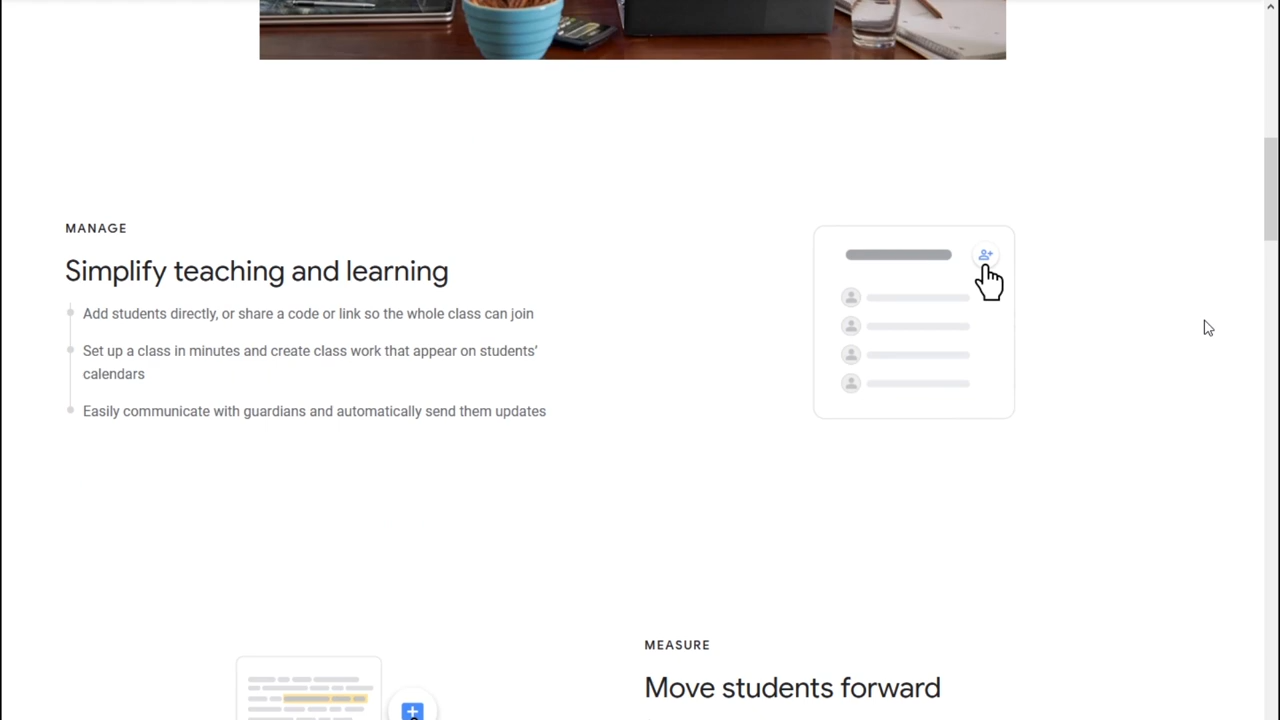 MANAGE
Simplify teaching and learning
Add students directly, or share a code or link so the whole class can join
Set up a class in minutes and create class work that appear on students’
calendars
Easily communicate with guardians and automatically send them updates
MEASURE
Move students forward